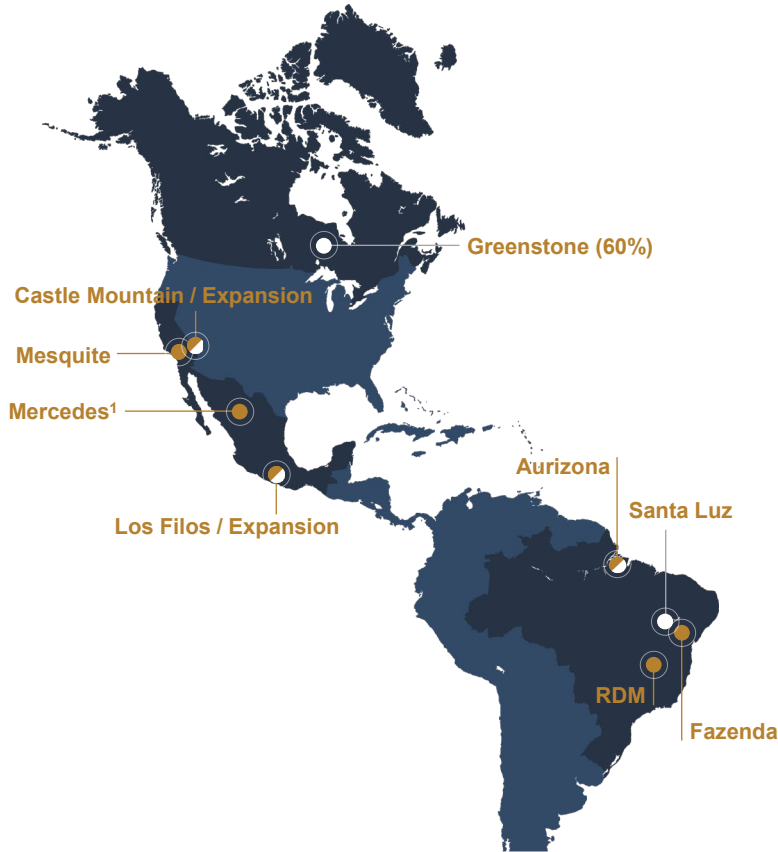 Greenstone (60%)
Castle Mountain / Expansion
Mesquite
Mercedes¹
Aurizona
Santa Luz
Los Filos / Expansion
RDM
Fazenda